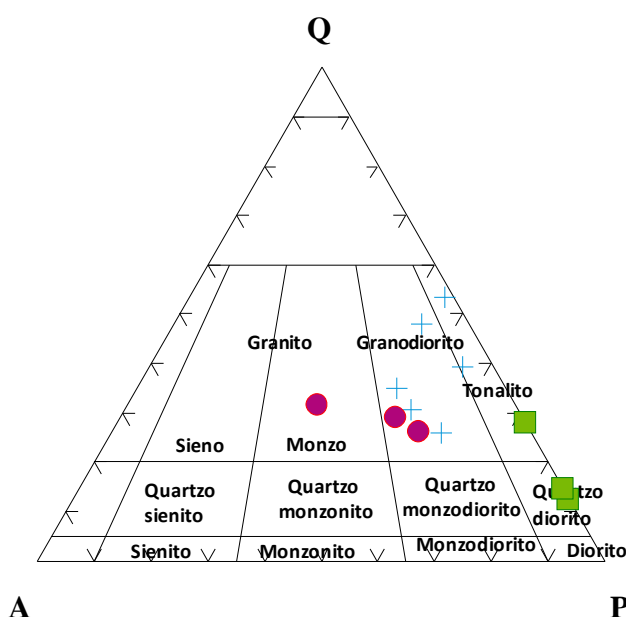 Q
Granito
Granodiorito
Tonalito
Sieno
Monzo
Quartzo
sienito
Quartzo
monzonito
Quartzo
monzodiorito
Quartzo
diorito
Sienito
Monzonito
Monzodiorito
Diorito
A
P